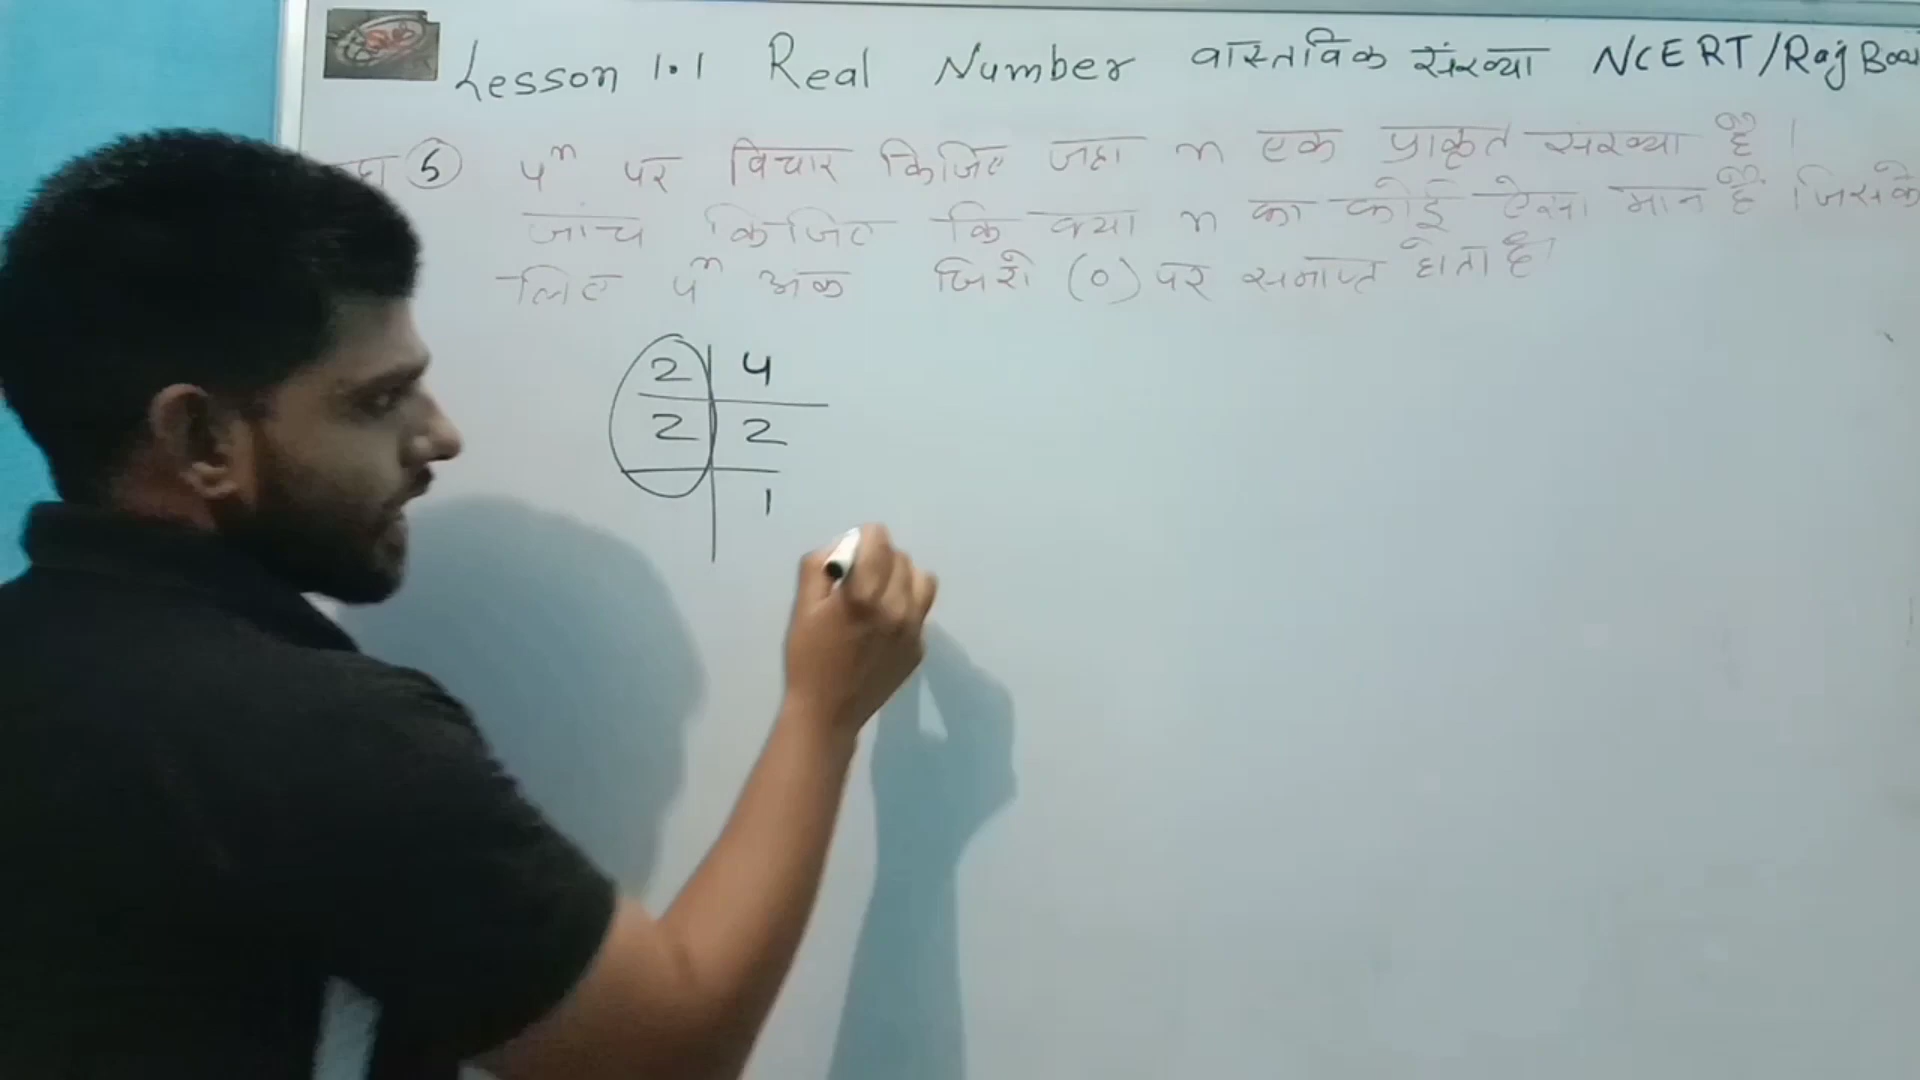 Lesson 1.1 Real Number वास्तविक संख्या NCERT/Raj Boa
5 4ⁿ पर विचार किजिए जहा n एक प्राकृत संख्या है ।
जांच किजिए कि क्या n का कोई ऐसा मान है जिसके
लिए 4ⁿ अंक (0) पर समाप्त होता है।
2 4
2 2
1